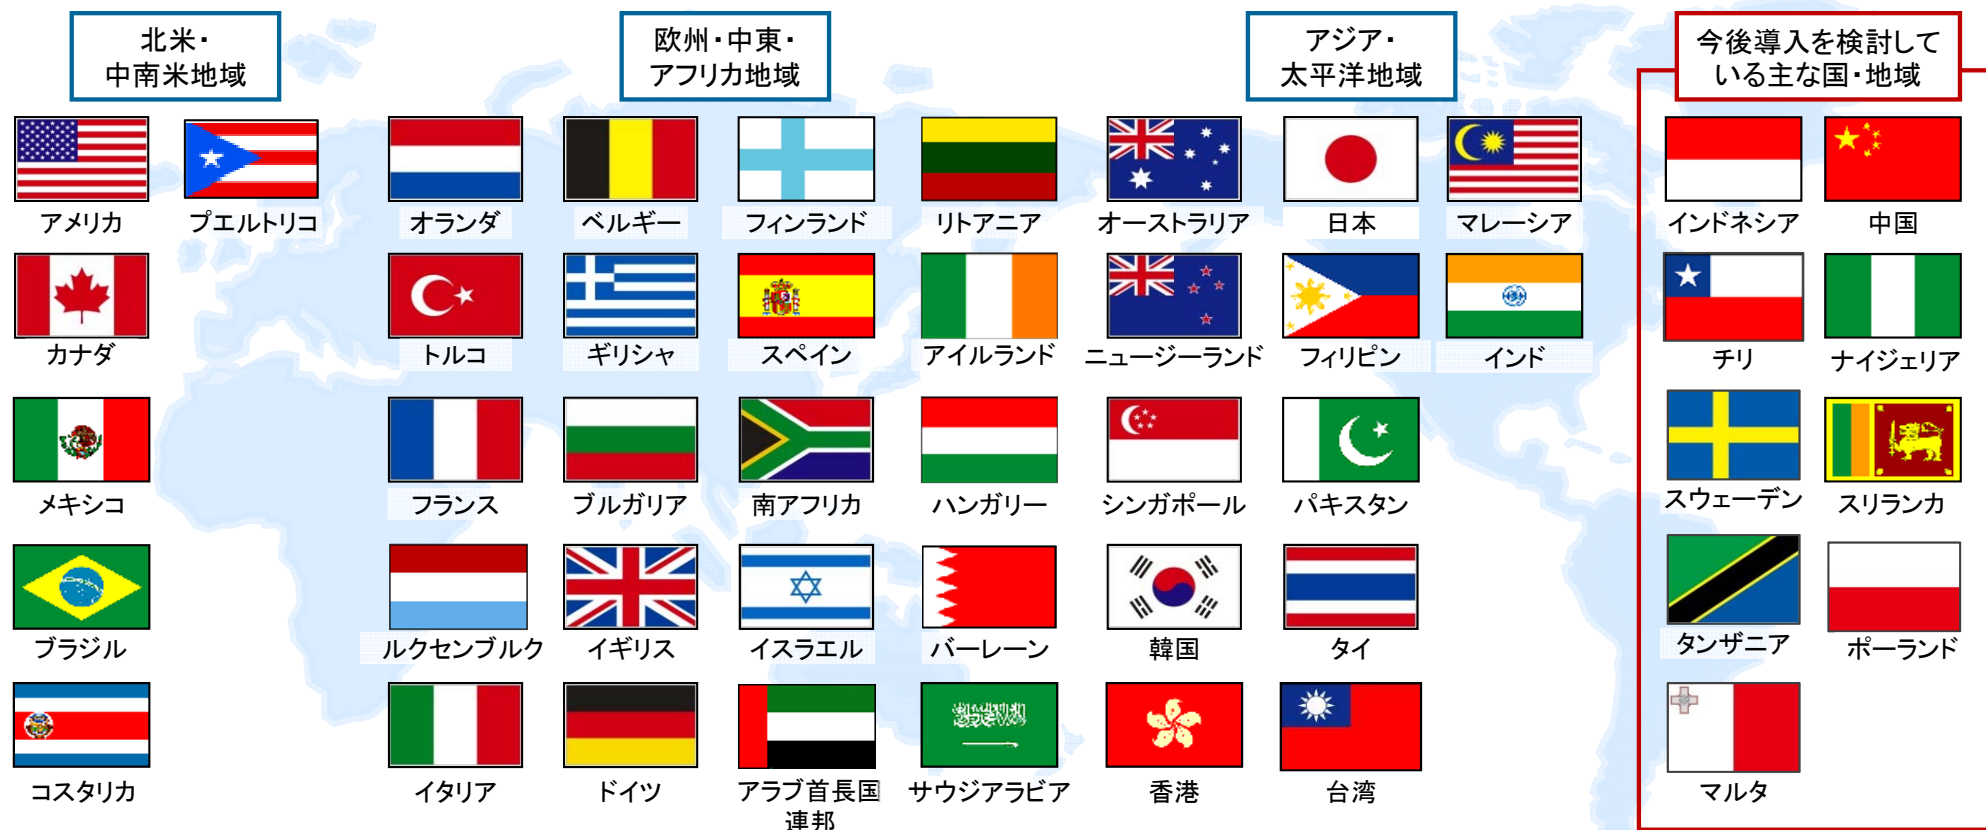 北米・
中南米地域
欧州・中東・
アフリカ地域
アジア・
太平洋地域
今後導入を検討して
いる主な国・地域
アメリカ
プエルトリコ
オランダ
ベルギー
フィンランド
リトアニア
オーストラリア
日本
マレーシア
インドネシア
中国
カナダ
トルコ
ギリシャ
スペイン
アイルランド
ニュージーランド
フィリピン
インド
チリ
ナイジェリア
メキシコ
フランス
ブルガリア
南アフリカ
ハンガリー
シンガポール
パキスタン
スウェーデン
スリランカ
ブラジル
ルクセンブルク
イギリス
イスラエル
バーレーン
韓国
タイ
タンザニア
ポーランド
コスタリカ
イタリア
ドイツ
アラブ首長国
連邦
サウジアラビア
香港
台湾
マルタ